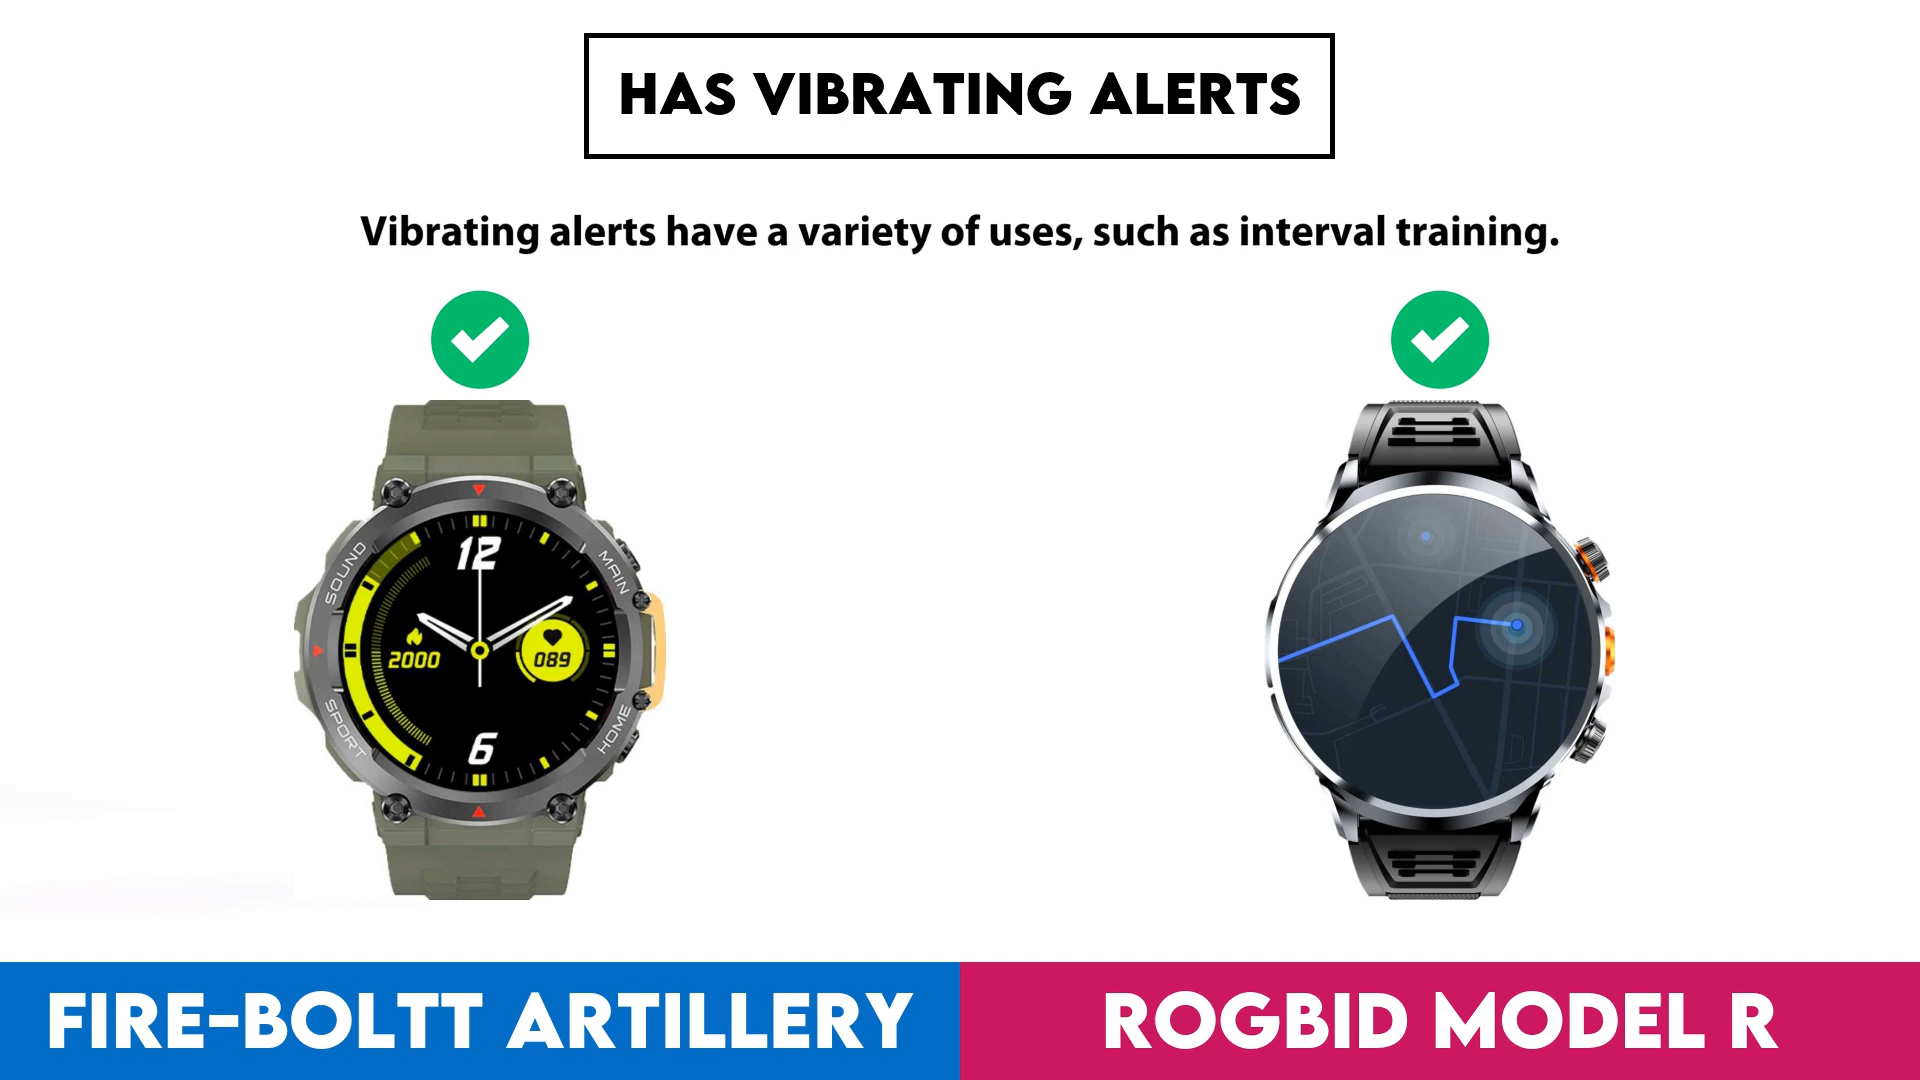 HAS VIBRATING ALERTS
Vibrating alerts have a variety of uses, such as interval training.
12
SOUND
MAIN
2000
089
SPORT
HOME
6
FIRE-BOLTT ARTILLERY
ROGBID MODEL R